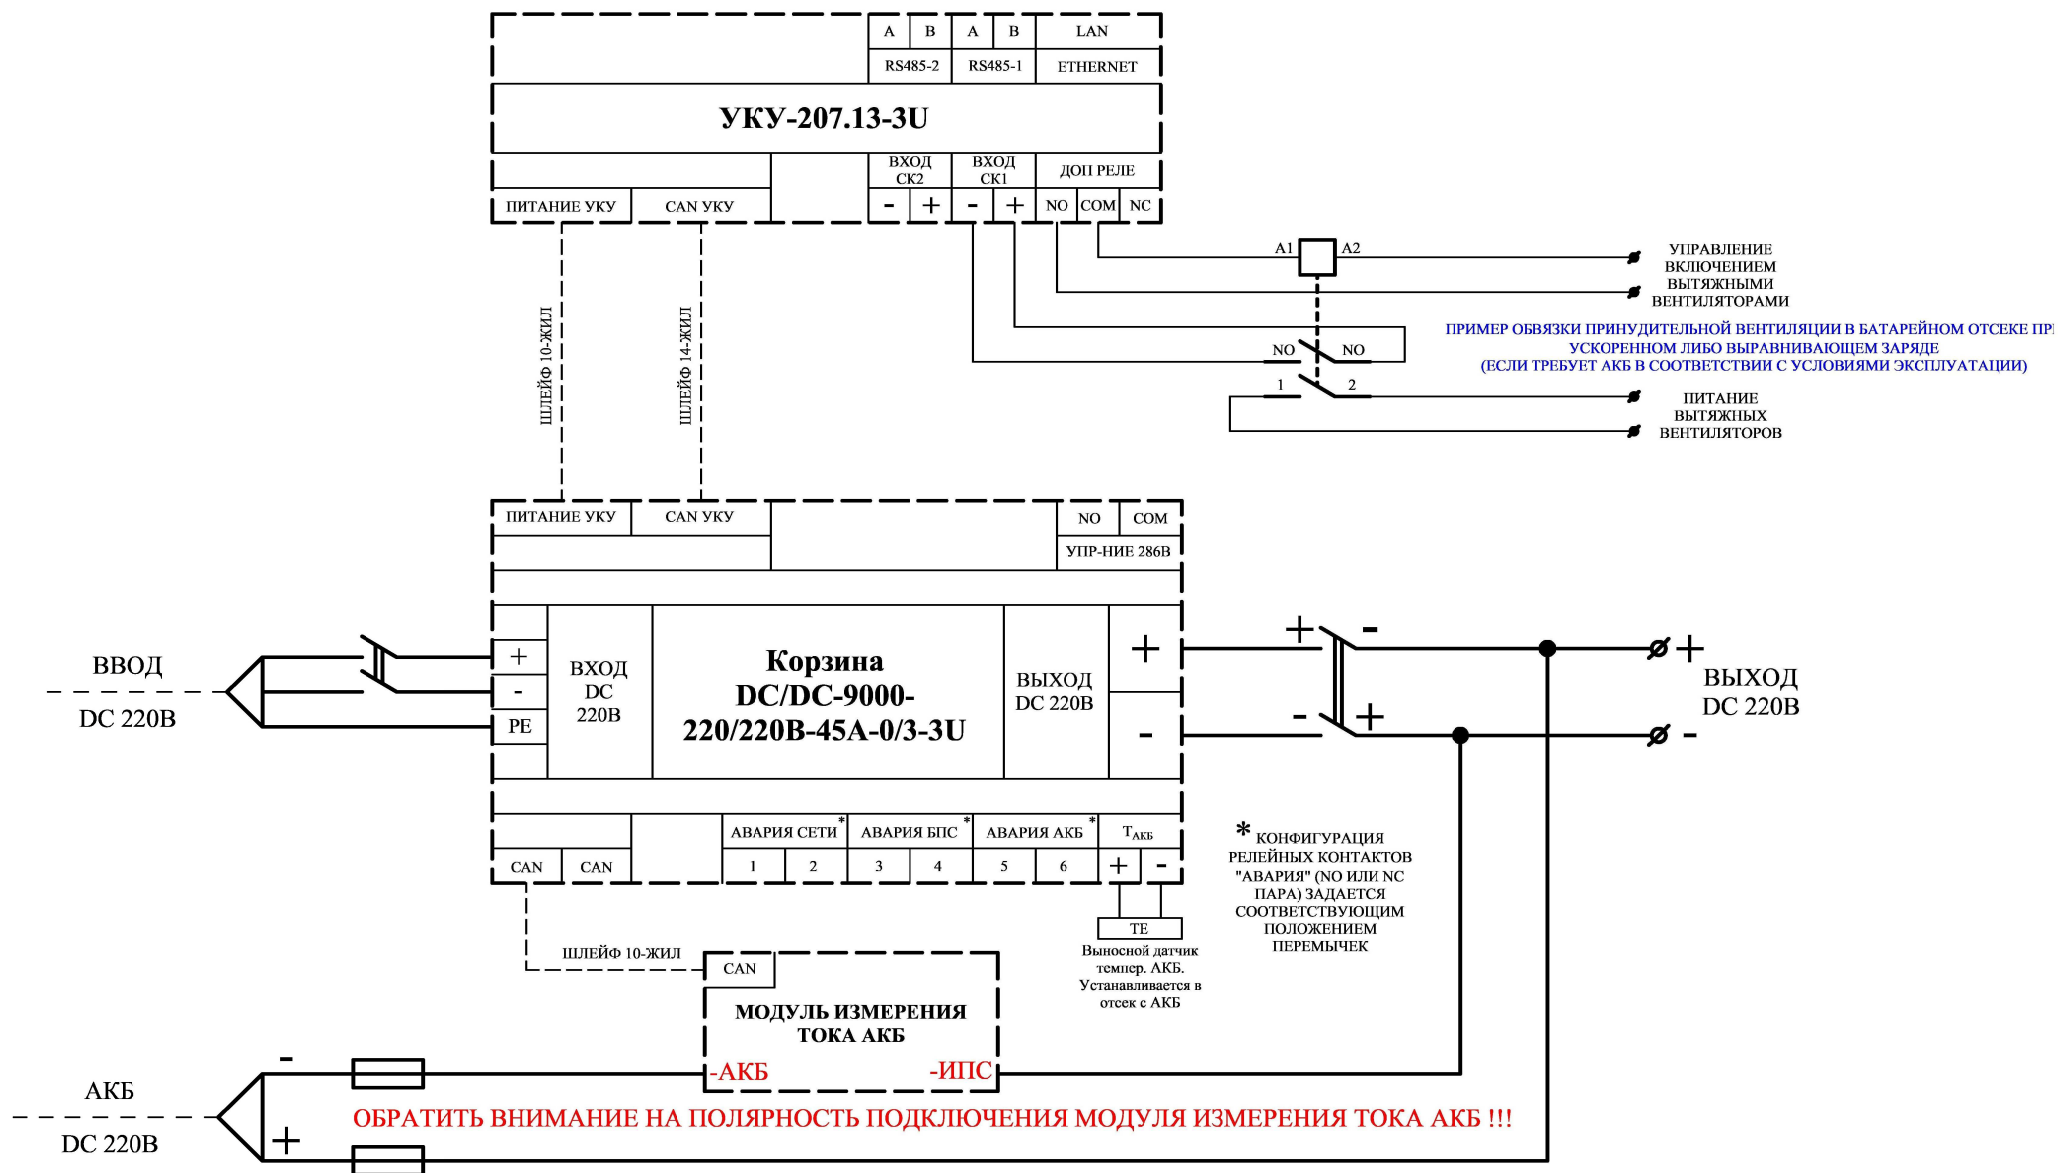 A B A B LAN
RS485-2 RS485-1 ETHERNET
УКУ-207.13-3U
ВХОД
СК2
ВХОД
СК1
ДОП РЕЛЕ
ПИТАНИЕ УКУ CAN УКУ - + - + NO COM NC
A1 A2
УПРАВЛЕНИЕ
ВКЛЮЧЕНИЕМ
ВЫТЯЖНЫМИ
ВЕНТИЛЯТОРАМИ
ШЛЕЙФ 10-ЖИЛ
ШЛЕЙФ 14-ЖИЛ
ПРИМЕР ОБВЯЗКИ ПРИНУДИТЕЛЬНОЙ ВЕНТИЛЯЦИИ В БАТАРЕЙНОМ ОТСЕКЕ ПР
УСКОРЕННОМ ЛИБО ВЫРАВНИВАЮЩЕМ ЗАРЯДЕ
(ЕСЛИ ТРЕБУЕТ АКБ В СООТВЕТСТВИИ С УСЛОВИЯМИ ЭКСПЛУАТАЦИИ)
NO NO
1 2
ПИТАНИЕ
ВЫТЯЖНЫХ
ВЕНТИЛЯТОРОВ
ПИТАНИЕ УКУ CAN УКУ NO COM
УПР-НИЕ 286В
ВВОД
DC 220В
+
-
PE
ВХОД
DC
220В
Корзина
DC/DC-9000-
220/220В-45А-0/3-3U
ВЫХОД
DC 220В
+
-
+ -
- +
+
-
ВЫХОД
DC 220В
АВАРИЯ СЕТИ * АВАРИЯ БПС * АВАРИЯ АКБ * TАКБ
CAN CAN 1 2 3 4 5 6 + -
* КОНФИГУРАЦИЯ
РЕЛЕЙНЫХ КОНТАКТОВ
"АВАРИЯ" (NO ИЛИ NC
ПАРА) ЗАДАЕТСЯ
СООТВЕТСТВУЮЩИМ
ПОЛОЖЕНИЕМ
ПЕРЕМЫЧЕК
TE
Выносной датчик
темпер. АКБ.
Устанавливается в
отсек с АКБ
ШЛЕЙФ 10-ЖИЛ
CAN
МОДУЛЬ ИЗМЕРЕНИЯ
ТОКА АКБ
-АКБ -ИПС
АКБ
DC 220В
-
+
ОБРАТИТЬ ВНИМАНИЕ НА ПОЛЯРНОСТЬ ПОДКЛЮЧЕНИЯ МОДУЛЯ ИЗМЕРЕНИЯ ТОКА АКБ !!!